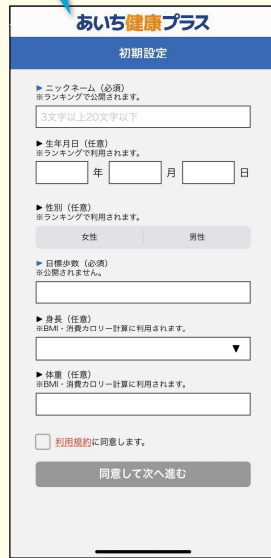 あいち健康プラス
初期設定
▶ ニックネーム（必須）
※ランキングで公開されます。
3文字以上20文字以下
▶ 生年月日（任意）
※ランキングで利用されます。
年 月 日
▶ 性別（任意）
※ランキングで利用されます。
女性 男性
▶ 目標歩数（必須）
※公開されません。
▶ 身長（任意）
※BMI・消費カロリー計算に利用されます。
▼
▶ 体重（任意）
※BMI・消費カロリー計算に利用されます。
利用規約に同意します。
同意して次へ進む